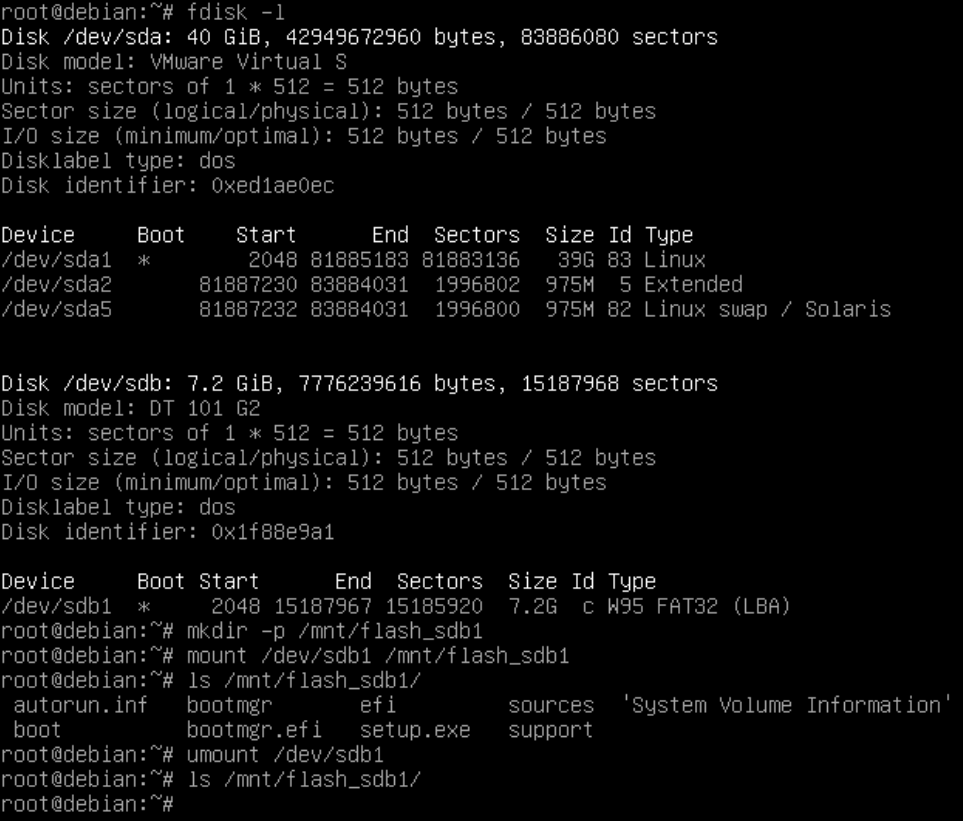 root@debian:~# fdisk -l
Disk /dev/sda: 40 GiB, 42949672960 bytes, 83886080 sectors
Disk model: VMware Virtual S
Units: sectors of 1 * 512 = 512 bytes
Sector size (logical/physical): 512 bytes / 512 bytes
I/O size (minimum/optimal): 512 bytes / 512 bytes
Disklabel type: dos
Disk identifier: 0xed1ae0ec
Device     Boot    Start      End  Sectors  Size Id Type
/dev/sda1  *        2048 81885183 81883136   39G 83 Linux
/dev/sda2       81887230 83884031  1996802  975M  5 Extended
/dev/sda5       81887232 83884031  1996800  975M 82 Linux swap / Solaris
Disk /dev/sdb: 7.2 GiB, 7776239616 bytes, 15187968 sectors
Disk model: DT 101 G2
Units: sectors of 1 * 512 = 512 bytes
Sector size (logical/physical): 512 bytes / 512 bytes
I/O size (minimum/optimal): 512 bytes / 512 bytes
Disklabel type: dos
Disk identifier: 0x1f88e9a1
Device     Boot Start      End  Sectors  Size Id Type
/dev/sdb1  *     2048 15187967 15185920  7.2G  c W95 FAT32 (LBA)
root@debian:~# mkdir -p /mnt/flash_sdb1
root@debian:~# mount /dev/sdb1 /mnt/flash_sdb1
root@debian:~# ls /mnt/flash_sdb1/
 autorun.inf   bootmgr       efi         sources  'System Volume Information'
 boot          bootmgr.efi   setup.exe   support
root@debian:~# umount /dev/sdb1
root@debian:~# ls /mnt/flash_sdb1/
root@debian:~#